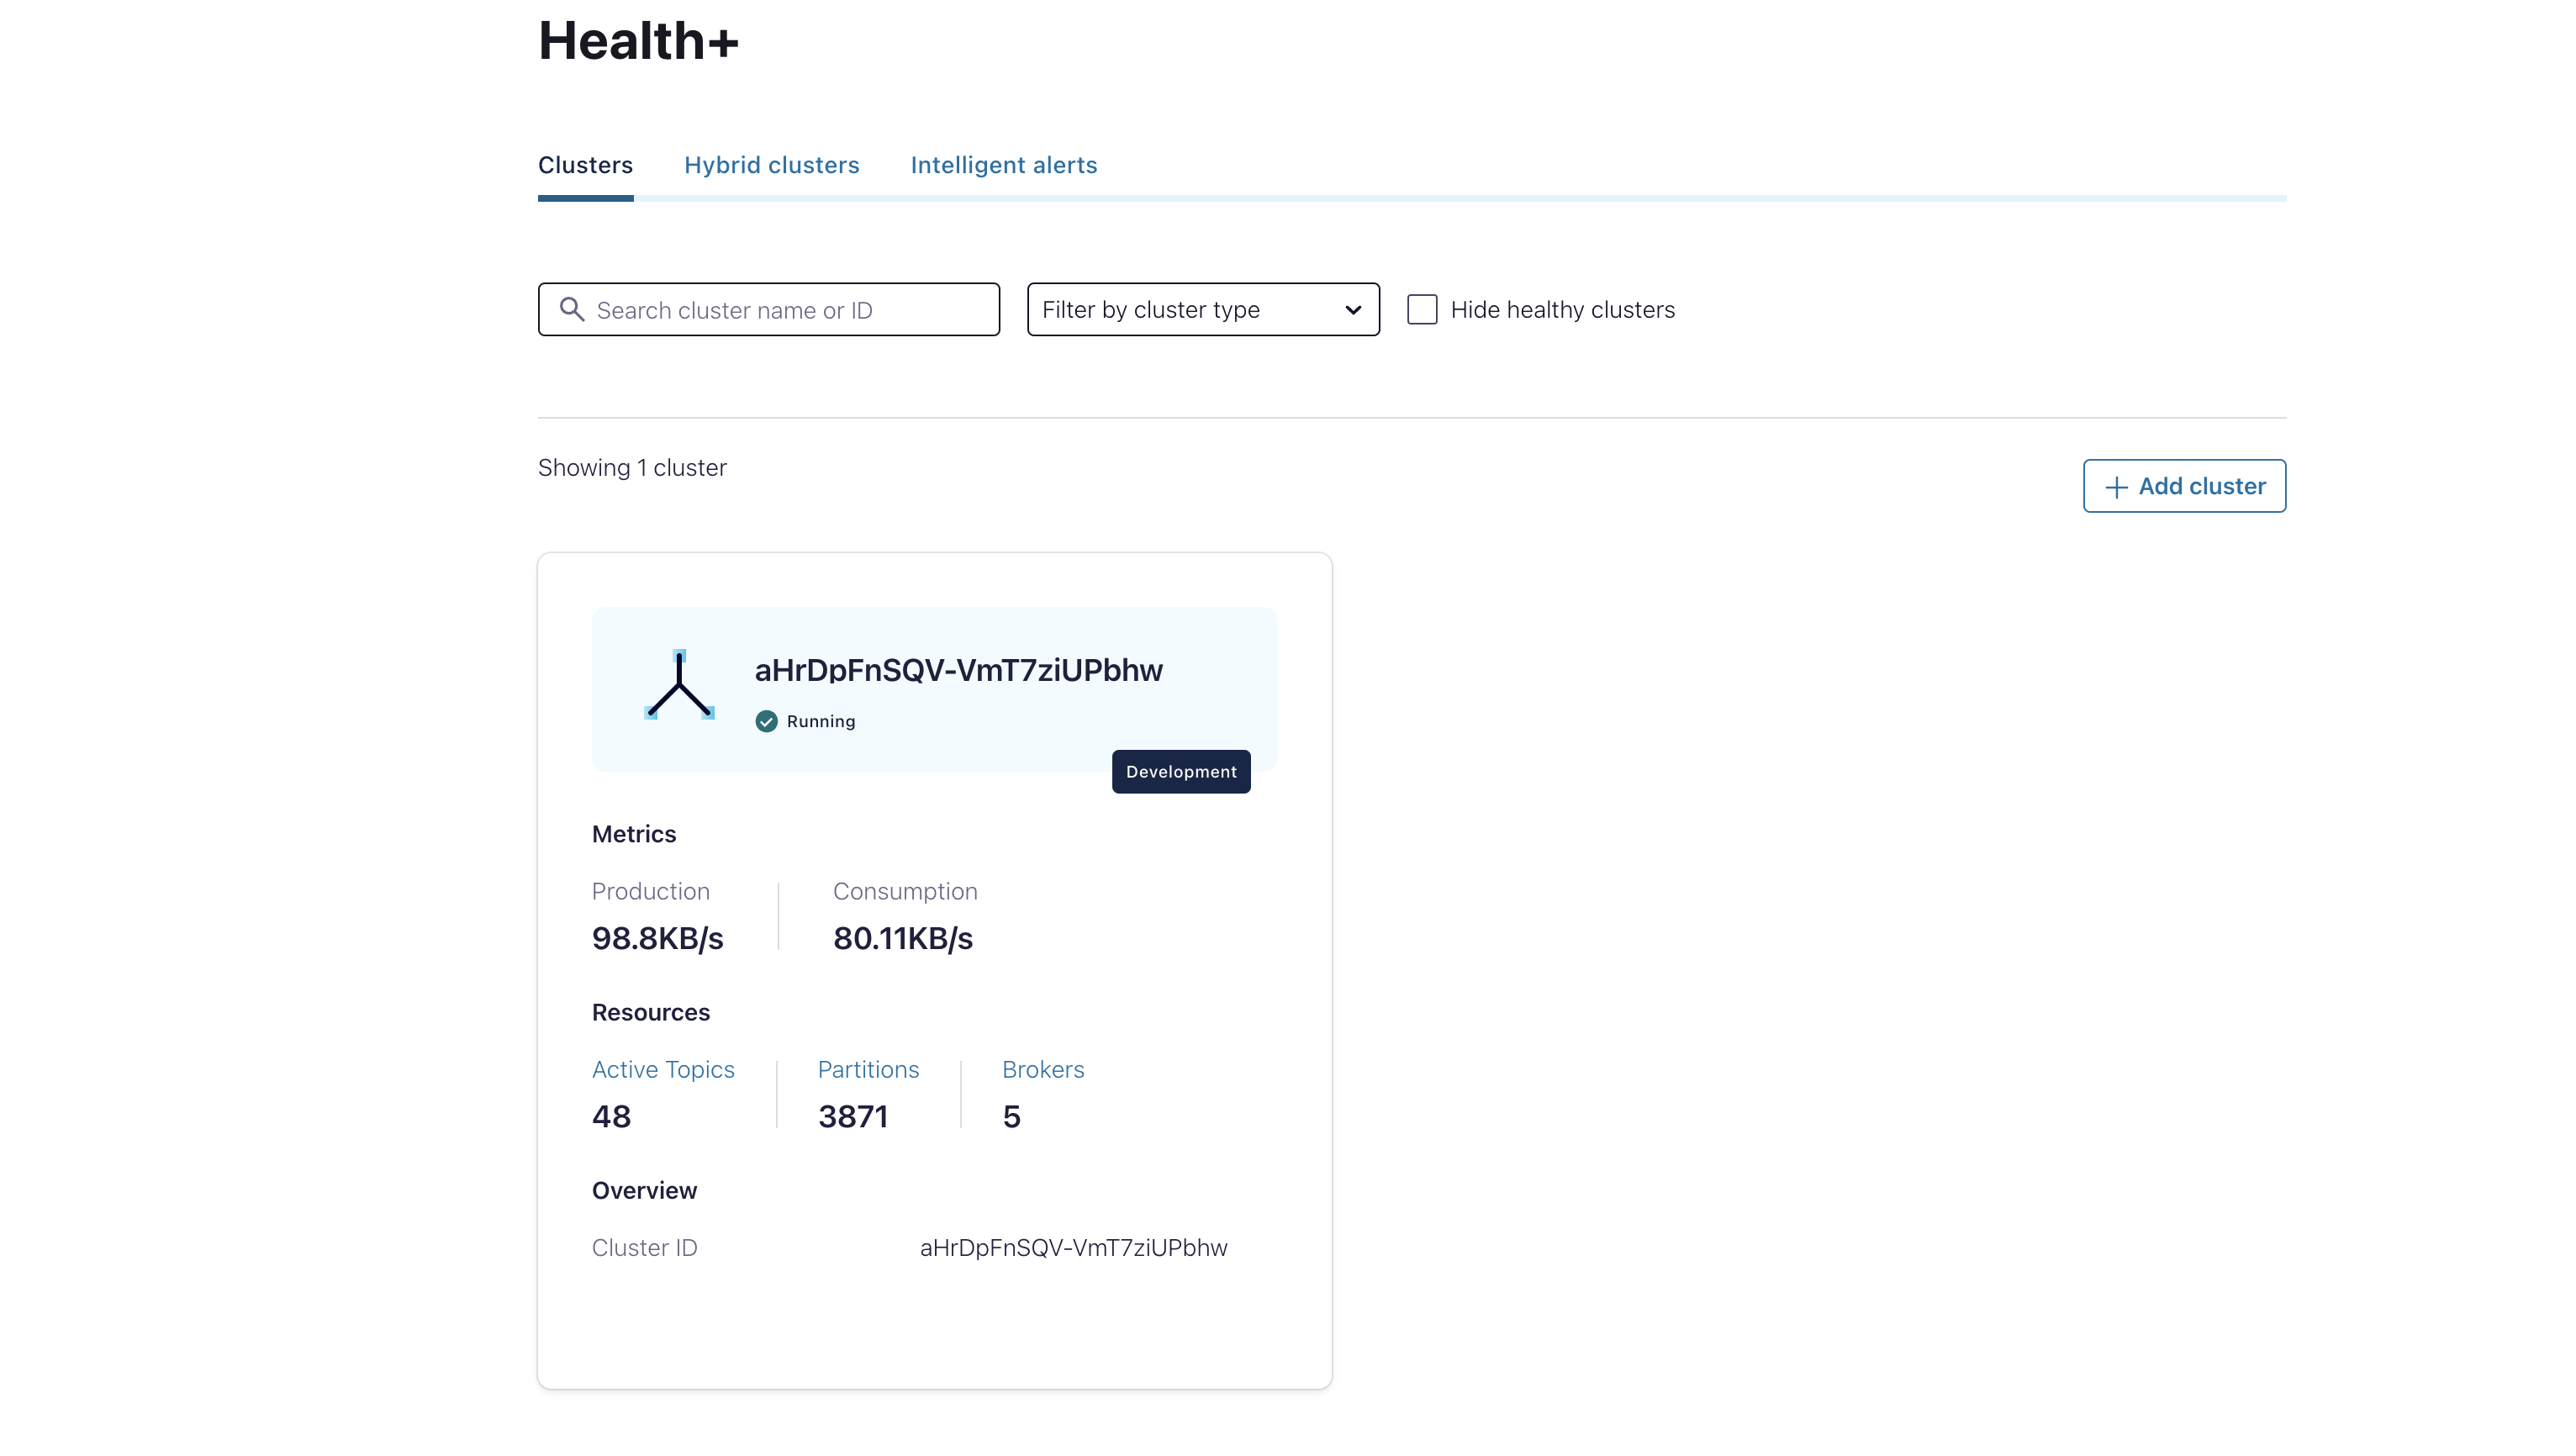 Health+
Clusters Hybrid clusters Intelligent alerts
Search cluster name or ID Filter by cluster type Hide healthy clusters
Showing 1 cluster
Add cluster
aHrDpFnSQV-VmT7ziUPbhw
Running
Development
Metrics
Production Consumption
98.8KB/s 80.11KB/s
Resources
Active Topics Partitions Brokers
48 3871 5
Overview
Cluster ID aHrDpFnSQV-VmT7ziUPbhw